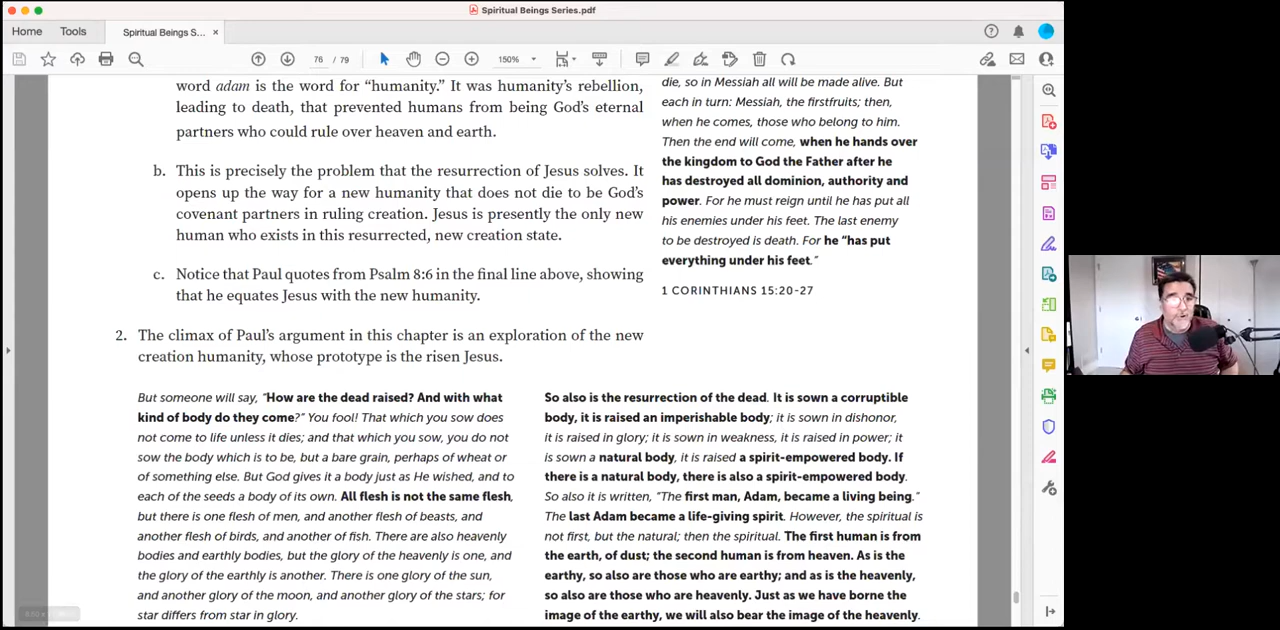 Spiritual Beings Series.pdf
Home
Tools
Spiritual Beings S...
76 / 79
150%
word adam is the word for “humanity.” It was humanity’s rebellion,
leading to death, that prevented humans from being God’s eternal
partners who could rule over heaven and earth.
b. This is precisely the problem that the resurrection of Jesus solves. It
opens up the way for a new humanity that does not die to be God’s
covenant partners in ruling creation. Jesus is presently the only new
human who exists in this resurrected, new creation state.
c. Notice that Paul quotes from Psalm 8:6 in the final line above, showing
that he equates Jesus with the new humanity.
die, so in Messiah all will be made alive. But
each in turn: Messiah, the firstfruits; then,
when he comes, those who belong to him.
Then the end will come, when he hands over
the kingdom to God the Father after he
has destroyed all dominion, authority and
power. For he must reign until he has put all
his enemies under his feet. The last enemy
to be destroyed is death. For he “has put
everything under his feet.”
1 CORINTHIANS 15:20-27
2. The climax of Paul’s argument in this chapter is an exploration of the new
creation humanity, whose prototype is the risen Jesus.
But someone will say, “How are the dead raised? And with what
kind of body do they come?” You fool! That which you sow does
not come to life unless it dies; and that which you sow, you do not
sow the body which is to be, but a bare grain, perhaps of wheat or
of something else. But God gives it a body just as He wished, and to
each of the seeds a body of its own. All flesh is not the same flesh,
but there is one flesh of men, and another flesh of beasts, and
another flesh of birds, and another of fish. There are also heavenly
bodies and earthly bodies, but the glory of the heavenly is one, and
the glory of the earthly is another. There is one glory of the sun,
and another glory of the moon, and another glory of the stars; for
star differs from star in glory.
So also is the resurrection of the dead. It is sown a corruptible
body, it is raised an imperishable body; it is sown in dishonor,
it is raised in glory; it is sown in weakness, it is raised in power; it
is sown a natural body, it is raised a spirit-empowered body. If
there is a natural body, there is also a spirit-empowered body.
So also it is written, “The first man, Adam, became a living being.”
The last Adam became a life-giving spirit. However, the spiritual is
not first, but the natural; then the spiritual. The first human is from
the earth, of dust; the second human is from heaven. As is the
earthy, so also are those who are earthy; and as is the heavenly,
so also are those who are heavenly. Just as we have borne the
image of the earthy, we will also bear the image of the heavenly.